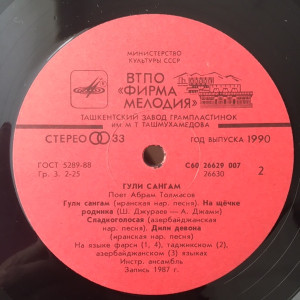 МИНИСТЕРСТВО
КУЛЬТУРЫ СССР
ВТПО
«ФИРМА
МЕЛОДИЯ»
ТАШКЕНТСКИЙ ЗАВОД ГРАМПЛАСТИНОК
ИМ М Т ТАШМУХАМЕДОВА
СТЕРЕО 33
ГОД ВЫПУСКА 1990
ГОСТ 5289-88
Гр. 3. 2-25
С60 26629 007
26630
2
ГУЛИ САНГАМ
Поет Абрам Толмасов
Гули сангам (иранская нар. песня). На щёчке
родинка (Ш. Джураев — А. Джами)
Сладкоголосая (азербайджанская
нар. песня). Дили девона
(иранская нар. песня)
На языке фарси (1, 4), таджикском (2),
азербайджанском (3) языках
Инстр. ансамбль
Запись 1987 г.